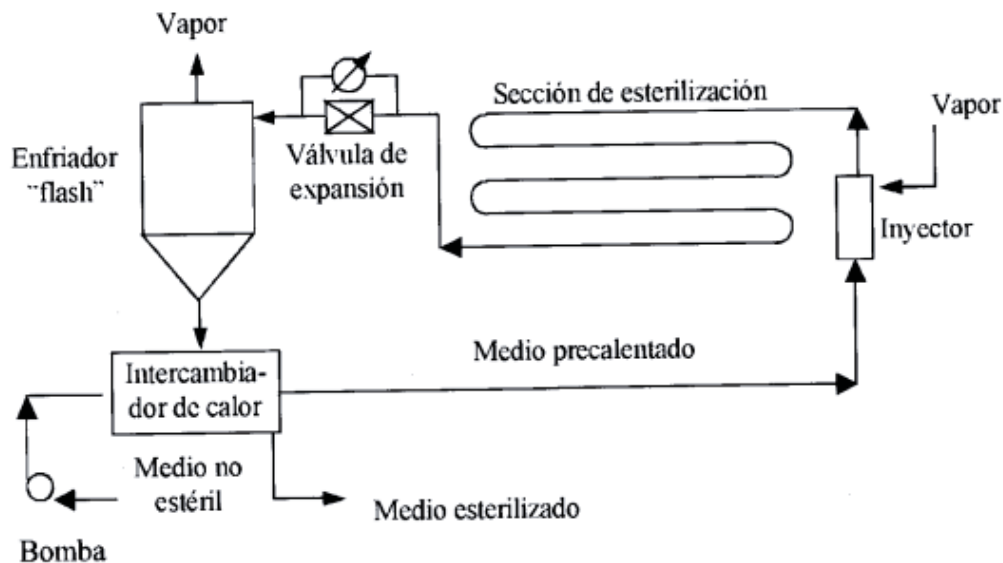 Vapor
Sección de esterilización
Vapor
Enfriador
"flash"
Válvula de
expansión
Inyector
Medio precalentado
Intercambia-
dor de calor
Medio no
estéril
Medio esterilizado
Bomba